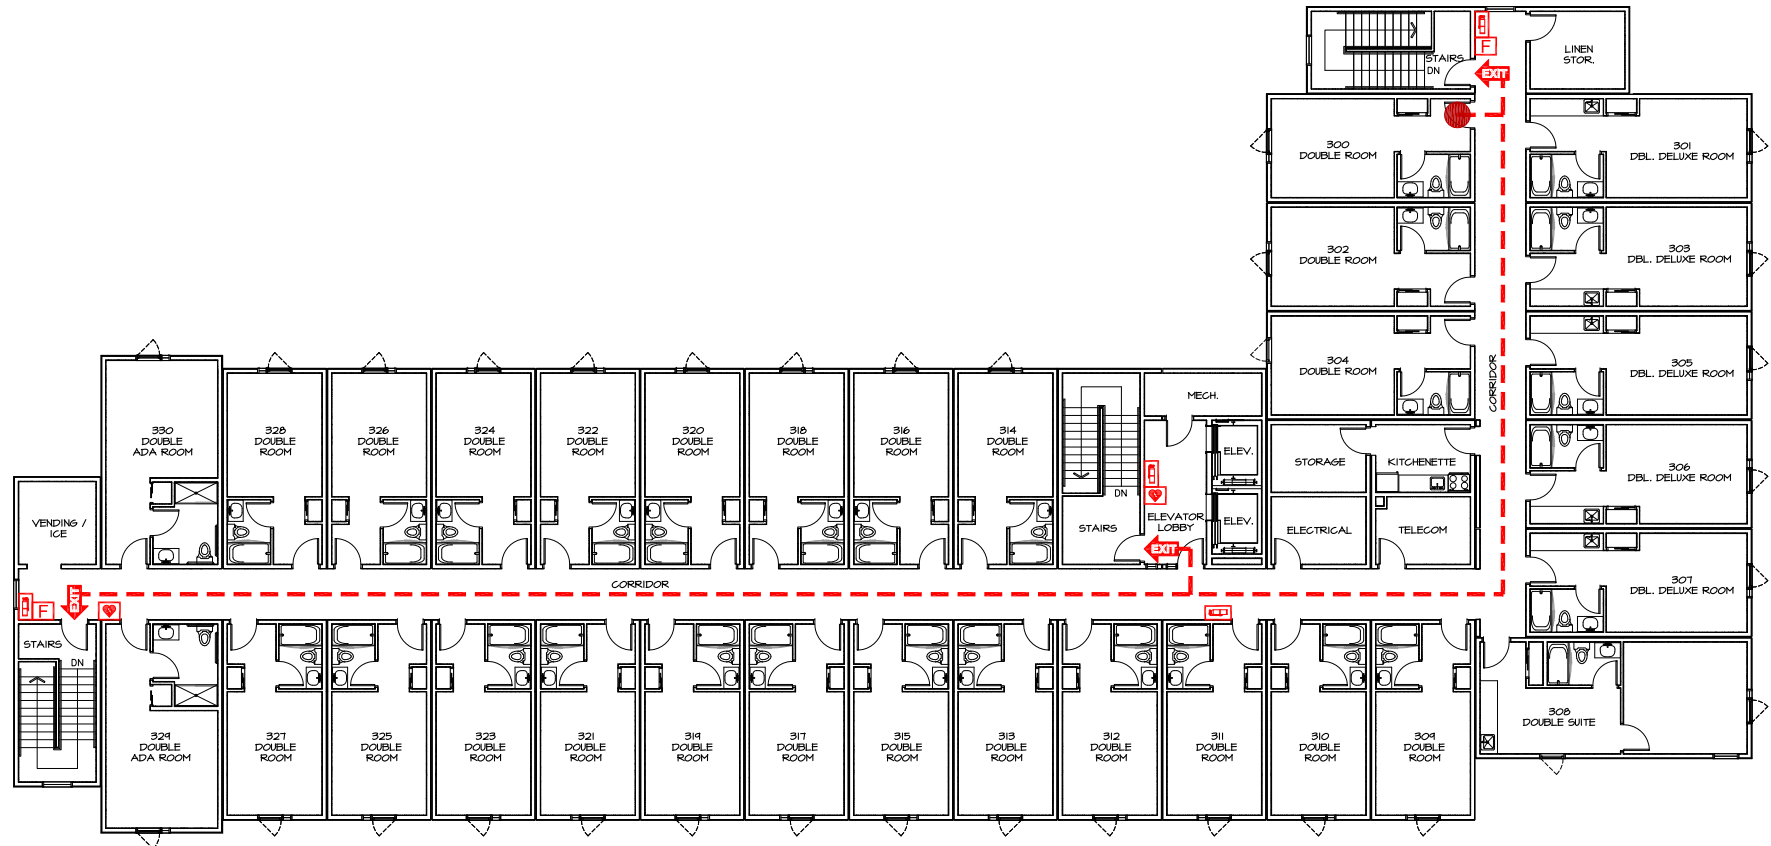 STAIRS
DN
F
LINEN
STOR.
EXIT
300
DOUBLE ROOM
301
DBL. DELUXE ROOM
302
DOUBLE ROOM
303
DBL. DELUXE ROOM
304
DOUBLE ROOM
305
DBL. DELUXE ROOM
CORRIDOR
MECH.
330
DOUBLE
ADA ROOM
328
DOUBLE
ROOM
326
DOUBLE
ROOM
324
DOUBLE
ROOM
322
DOUBLE
ROOM
320
DOUBLE
ROOM
318
DOUBLE
ROOM
316
DOUBLE
ROOM
314
DOUBLE
ROOM
ELEV.
STORAGE
KITCHENETTE
306
DBL. DELUXE ROOM
DN
VENDING /
ICE
STAIRS
ELEVATOR
LOBBY
ELEV.
ELECTRICAL
TELECOM
EXIT
CORRIDOR
307
DBL. DELUXE ROOM
EXIT
F
STAIRS
DN
329
DOUBLE
ADA ROOM
327
DOUBLE
ROOM
325
DOUBLE
ROOM
323
DOUBLE
ROOM
321
DOUBLE
ROOM
319
DOUBLE
ROOM
317
DOUBLE
ROOM
315
DOUBLE
ROOM
313
DOUBLE
ROOM
312
DOUBLE
ROOM
311
DOUBLE
ROOM
310
DOUBLE
ROOM
309
DOUBLE
ROOM
308
DOUBLE SUITE